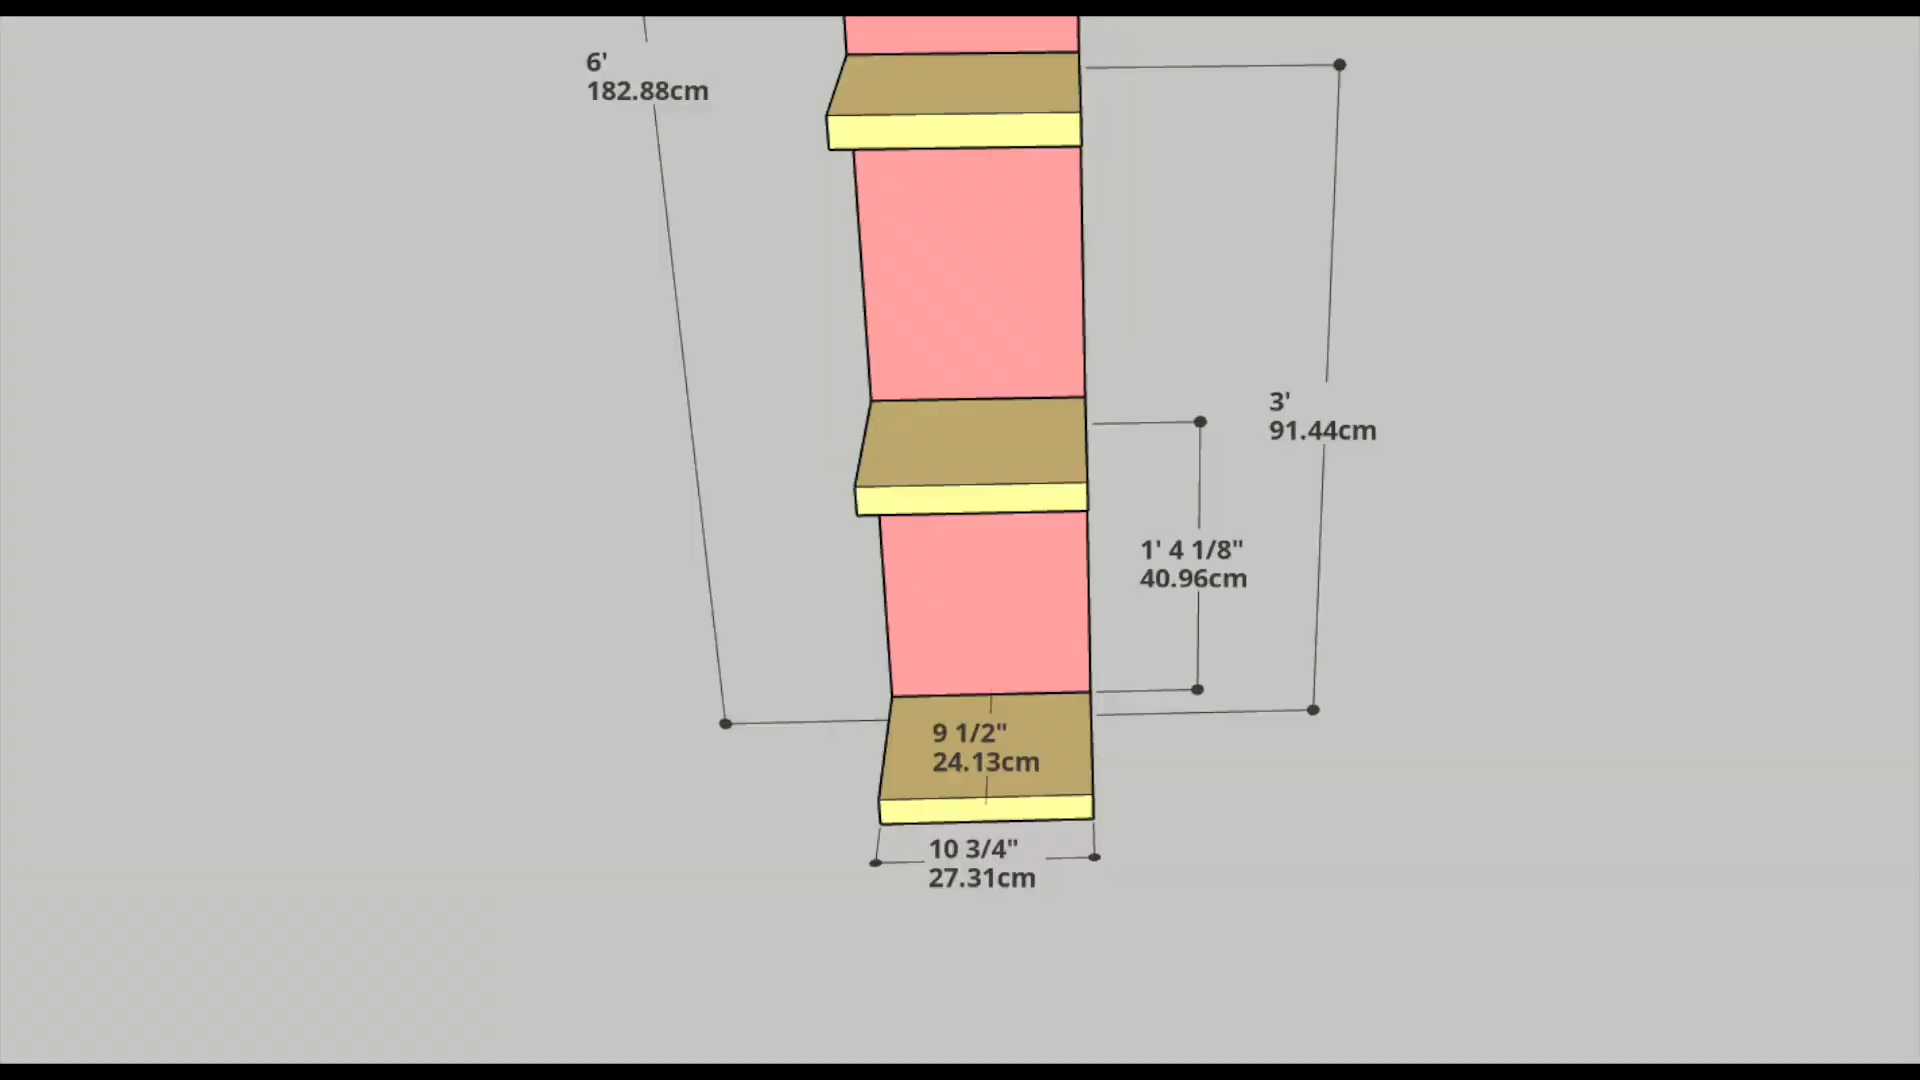 6'
182.88cm
3'
91.44cm
1' 4 1/8"
40.96cm
9 1/2"
24.13cm
10 3/4"
27.31cm